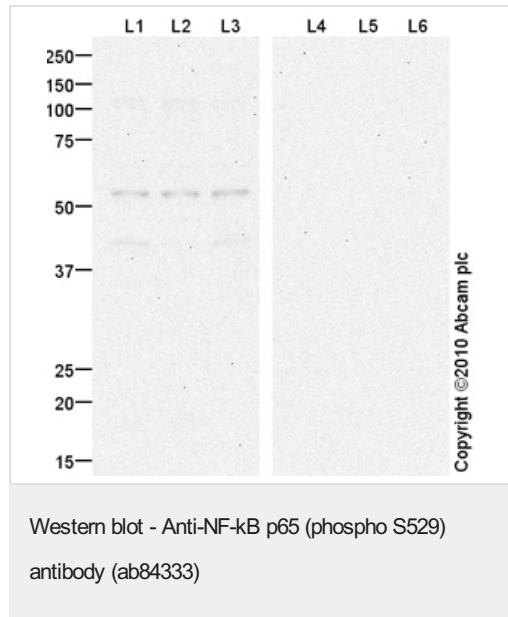 L1 L2 L3 L4 L5 L6
250
150
100
75
50
37
25
20
15
Copyright ©2010 Abcam plc
Western blot - Anti-NF-kB p65 (phospho S529)
antibody (ab84333)